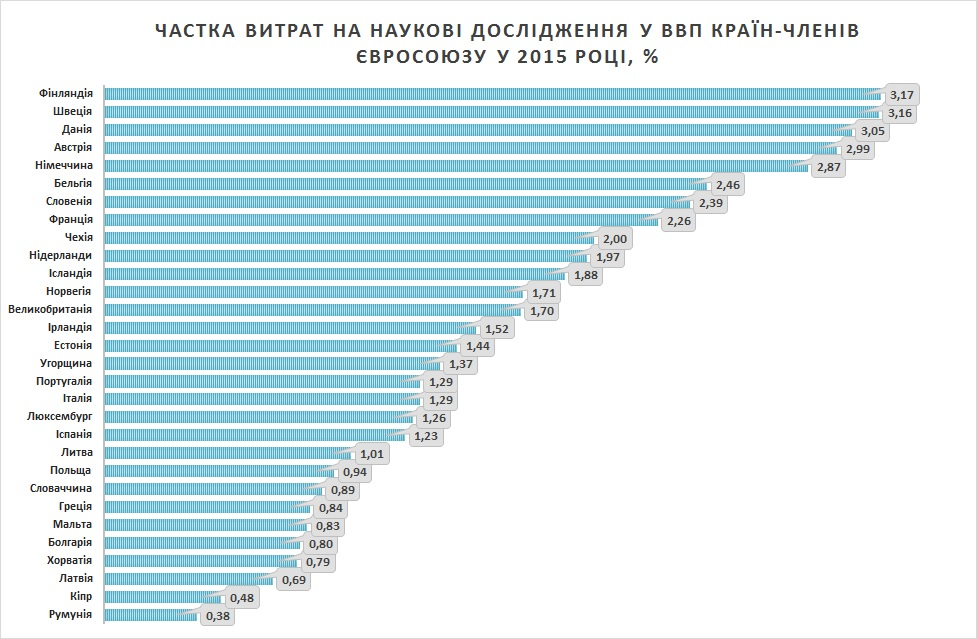 ЧАСТКА ВИТРАТ НА НАУКОВІ ДОСЛІДЖЕННЯ У ВВП КРАЇН-ЧЛЕНІВ
ЄВРОСОЮЗУ У 2015 РОЦІ, %
Фінляндія 3,17
Швеція 3,16
Данія 3,05
Австрія 2,99
Німеччина 2,87
Бельгія 2,46
Словенія 2,39
Франція 2,26
Чехія 2,00
Нідерланди 1,97
Ісландія 1,88
Норвегія 1,71
Великобританія 1,70
Ірландія 1,52
Естонія 1,44
Угорщина 1,37
Португалія 1,29
Італія 1,29
Люксембург 1,26
Іспанія 1,23
Литва 1,01
Польща 0,94
Словаччина 0,89
Греція 0,84
Мальта 0,83
Болгарія 0,80
Хорватія 0,79
Латвія 0,69
Кіпр 0,48
Румунія 0,38